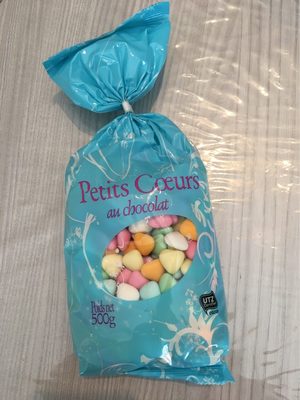 Petits Cœurs
au chocolat
Poids net
500g
UTZ